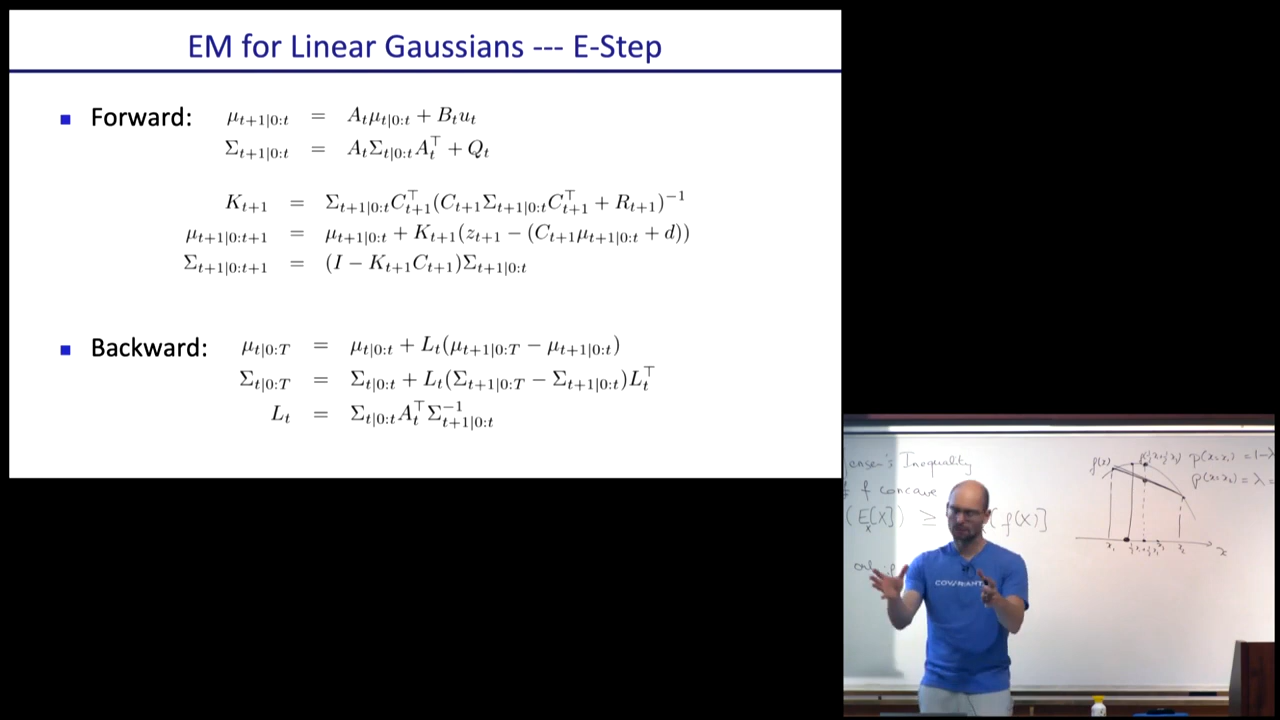 EM for Linear Gaussians --- E-Step
Forward: μ_{t+1|0:t} = A_t μ_{t|0:t} + B_t u_t
Σ_{t+1|0:t} = A_t Σ_{t|0:t} A_t^⊤ + Q_t
K_{t+1} = Σ_{t+1|0:t} C_{t+1}^⊤ (C_{t+1} Σ_{t+1|0:t} C_{t+1}^⊤ + R_{t+1})^{-1}
μ_{t+1|0:t+1} = μ_{t+1|0:t} + K_{t+1}(z_{t+1} − (C_{t+1} μ_{t+1|0:t} + d))
Σ_{t+1|0:t+1} = (I − K_{t+1} C_{t+1}) Σ_{t+1|0:t}
Backward: μ_{t|0:T} = μ_{t|0:t} + L_t(μ_{t+1|0:T} − μ_{t+1|0:t})
Σ_{t|0:T} = Σ_{t|0:t} + L_t(Σ_{t+1|0:T} − Σ_{t+1|0:t}) L_t^⊤
L_t = Σ_{t|0:t} A_t^⊤ Σ_{t+1|0:t}^{-1}
Inequality
f concave
(E[X]) ≥ [f(X)]
f(x)
p(x=x_1) = 1-λ
p(x=x_2) = λ =
x_1
x_2
x